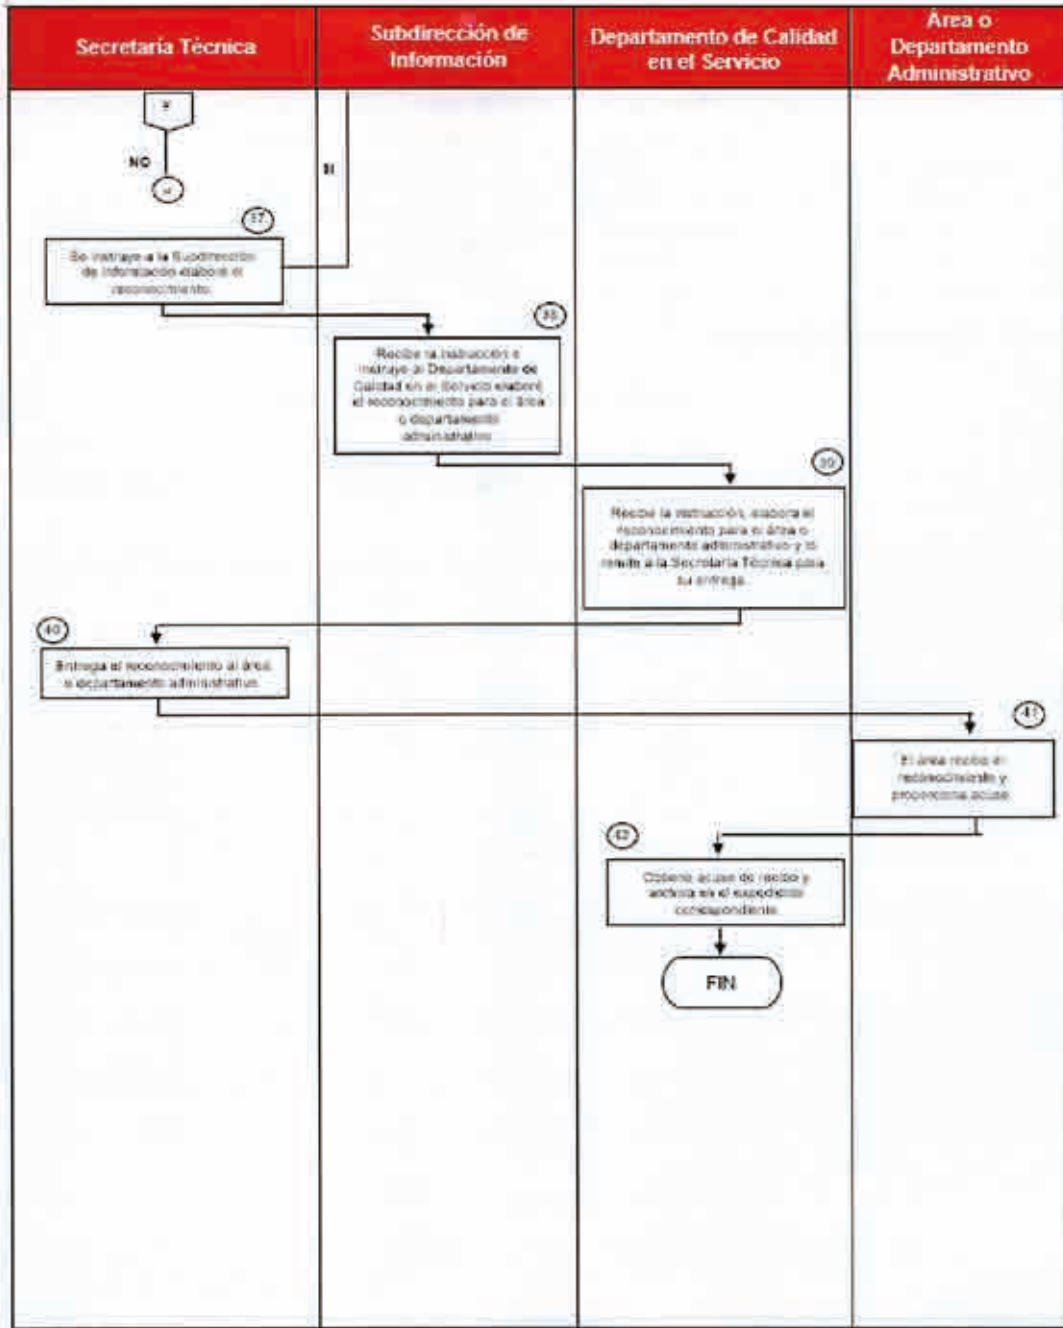 Secretaría Técnica
Subdirección de
Información
Departamento de Calidad
en el Servicio
Área o
Departamento
Administrativo
NO
SI
37
Se instruye a la Subdirección
de Información elaboré el
reconocimiento.
38
Recibe la instrucción e
instruye al Departamento de
Calidad en el Servicio elaboré
el reconocimiento para el área
o departamento
administrativo
39
Recibe la instrucción, elabora el
reconocimiento para el área o
departamento administrativo y lo
remite a la Secretaría Técnica para
su entrega.
40
Entrega el reconocimiento al área
o departamento administrativo
41
El área recibe el
reconocimiento y
proporciona acuse.
42
Obtiene acuse de recibo y
archiva en el expediente
correspondiente
FIN